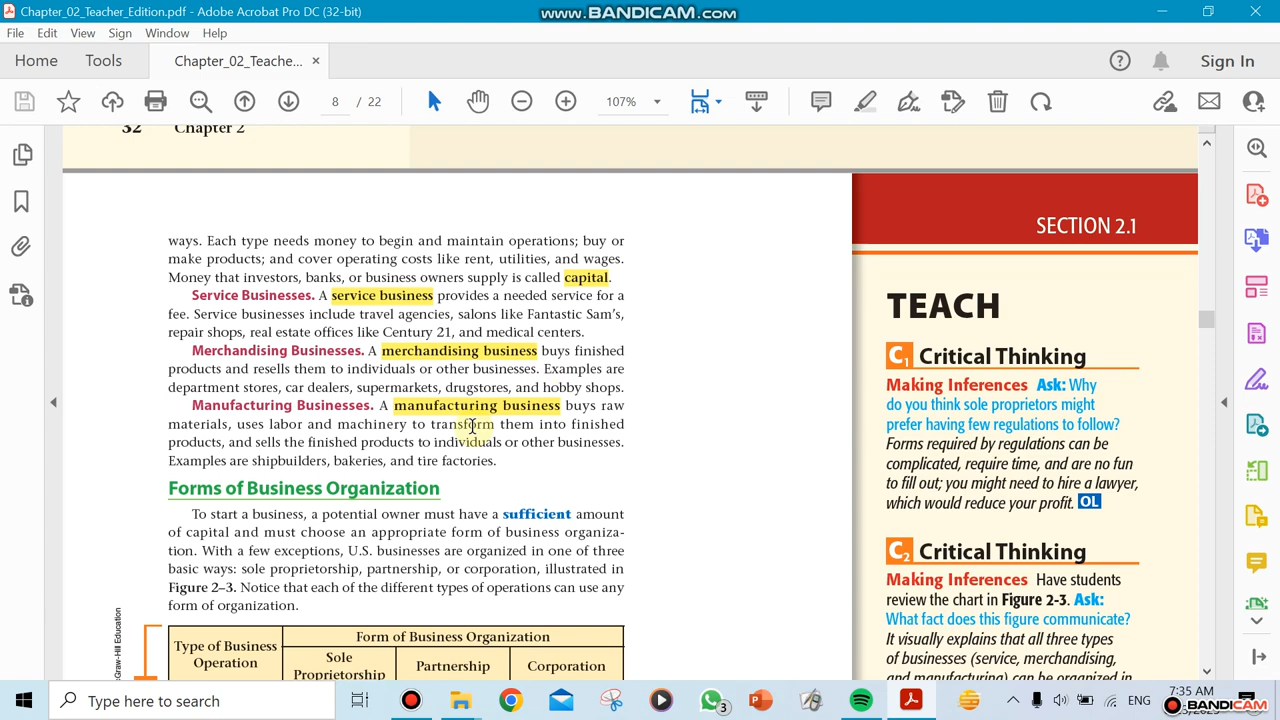 Chapter_02_Teacher_Edition.pdf - Adobe Acrobat Pro DC (32-bit)
www.BANDICAM.com
File Edit View Sign Window Help
Home Tools Chapter_02_Teache... × Sign In
8 / 22 107%
32 Chapter 2
ways. Each type needs money to begin and maintain operations; buy or
make products; and cover operating costs like rent, utilities, and wages.
Money that investors, banks, or business owners supply is called capital.
Service Businesses. A service business provides a needed service for a
fee. Service businesses include travel agencies, salons like Fantastic Sam's,
repair shops, real estate offices like Century 21, and medical centers.
Merchandising Businesses. A merchandising business buys finished
products and resells them to individuals or other businesses. Examples are
department stores, car dealers, supermarkets, drugstores, and hobby shops.
Manufacturing Businesses. A manufacturing business buys raw
materials, uses labor and machinery to transform them into finished
products, and sells the finished products to individuals or other businesses.
Examples are shipbuilders, bakeries, and tire factories.
Forms of Business Organization
To start a business, a potential owner must have a sufficient amount
of capital and must choose an appropriate form of business organiza-
tion. With a few exceptions, U.S. businesses are organized in one of three
basic ways: sole proprietorship, partnership, or corporation, illustrated in
Figure 2–3. Notice that each of the different types of operations can use any
form of organization.
Type of Business
Operation
Form of Business Organization
Sole
Proprietorship
Partnership
Corporation
Graw-Hill Education
SECTION 2.1
TEACH
C1 Critical Thinking
Making Inferences Ask: Why
do you think sole proprietors might
prefer having few regulations to follow?
Forms required by regulations can be
complicated, require time, and are no fun
to fill out; you might need to hire a lawyer,
which would reduce your profit. OL
C2 Critical Thinking
Making Inferences Have students
review the chart in Figure 2-3. Ask:
What fact does this figure communicate?
It visually explains that all three types
of businesses (service, merchandising,
and manufacturing) can be organized in
Type here to search
3
ENG
7:35 AM
BANDICAM